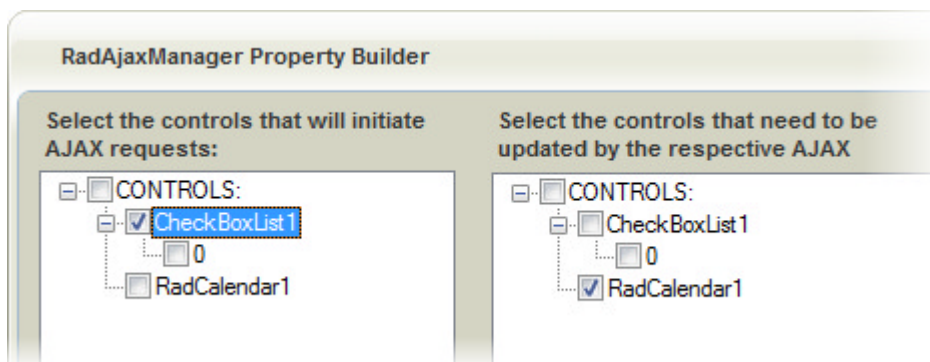 RadAjaxManager Property Builder
Select the controls that will initiate
AJAX requests:
CONTROLS:
CheckBoxList1
0
RadCalendar1
Select the controls that need to be
updated by the respective AJAX
CONTROLS:
CheckBoxList1
0
RadCalendar1